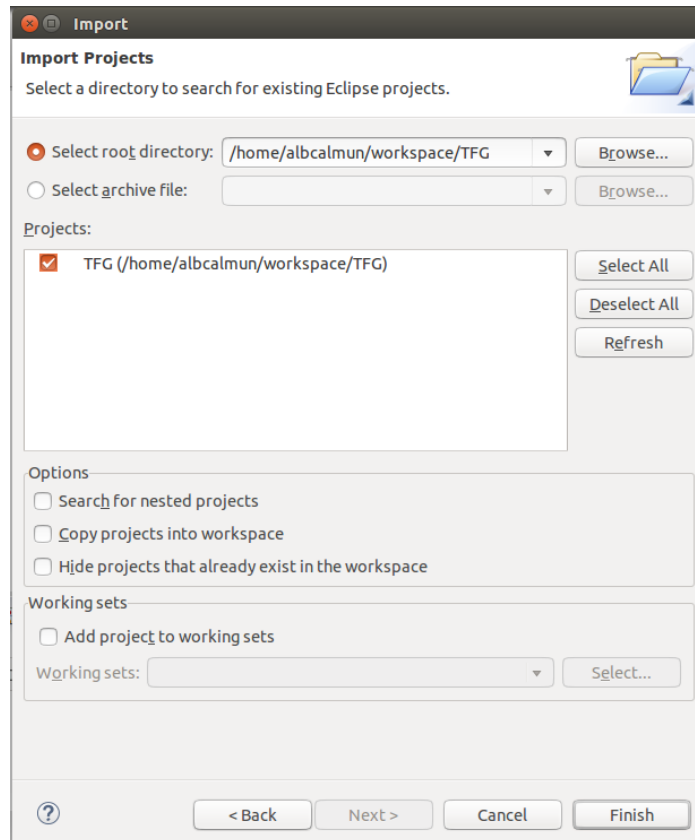 Import
Import Projects
Select a directory to search for existing Eclipse projects.
Select root directory: /home/albcalmun/workspace/TFG Browse...
Select archive file: Browse...
Projects:
TFG (/home/albcalmun/workspace/TFG)
Select All
Deselect All
Refresh
Options
Search for nested projects
Copy projects into workspace
Hide projects that already exist in the workspace
Working sets
Add project to working sets
Working sets: Select...
? < Back Next > Cancel Finish